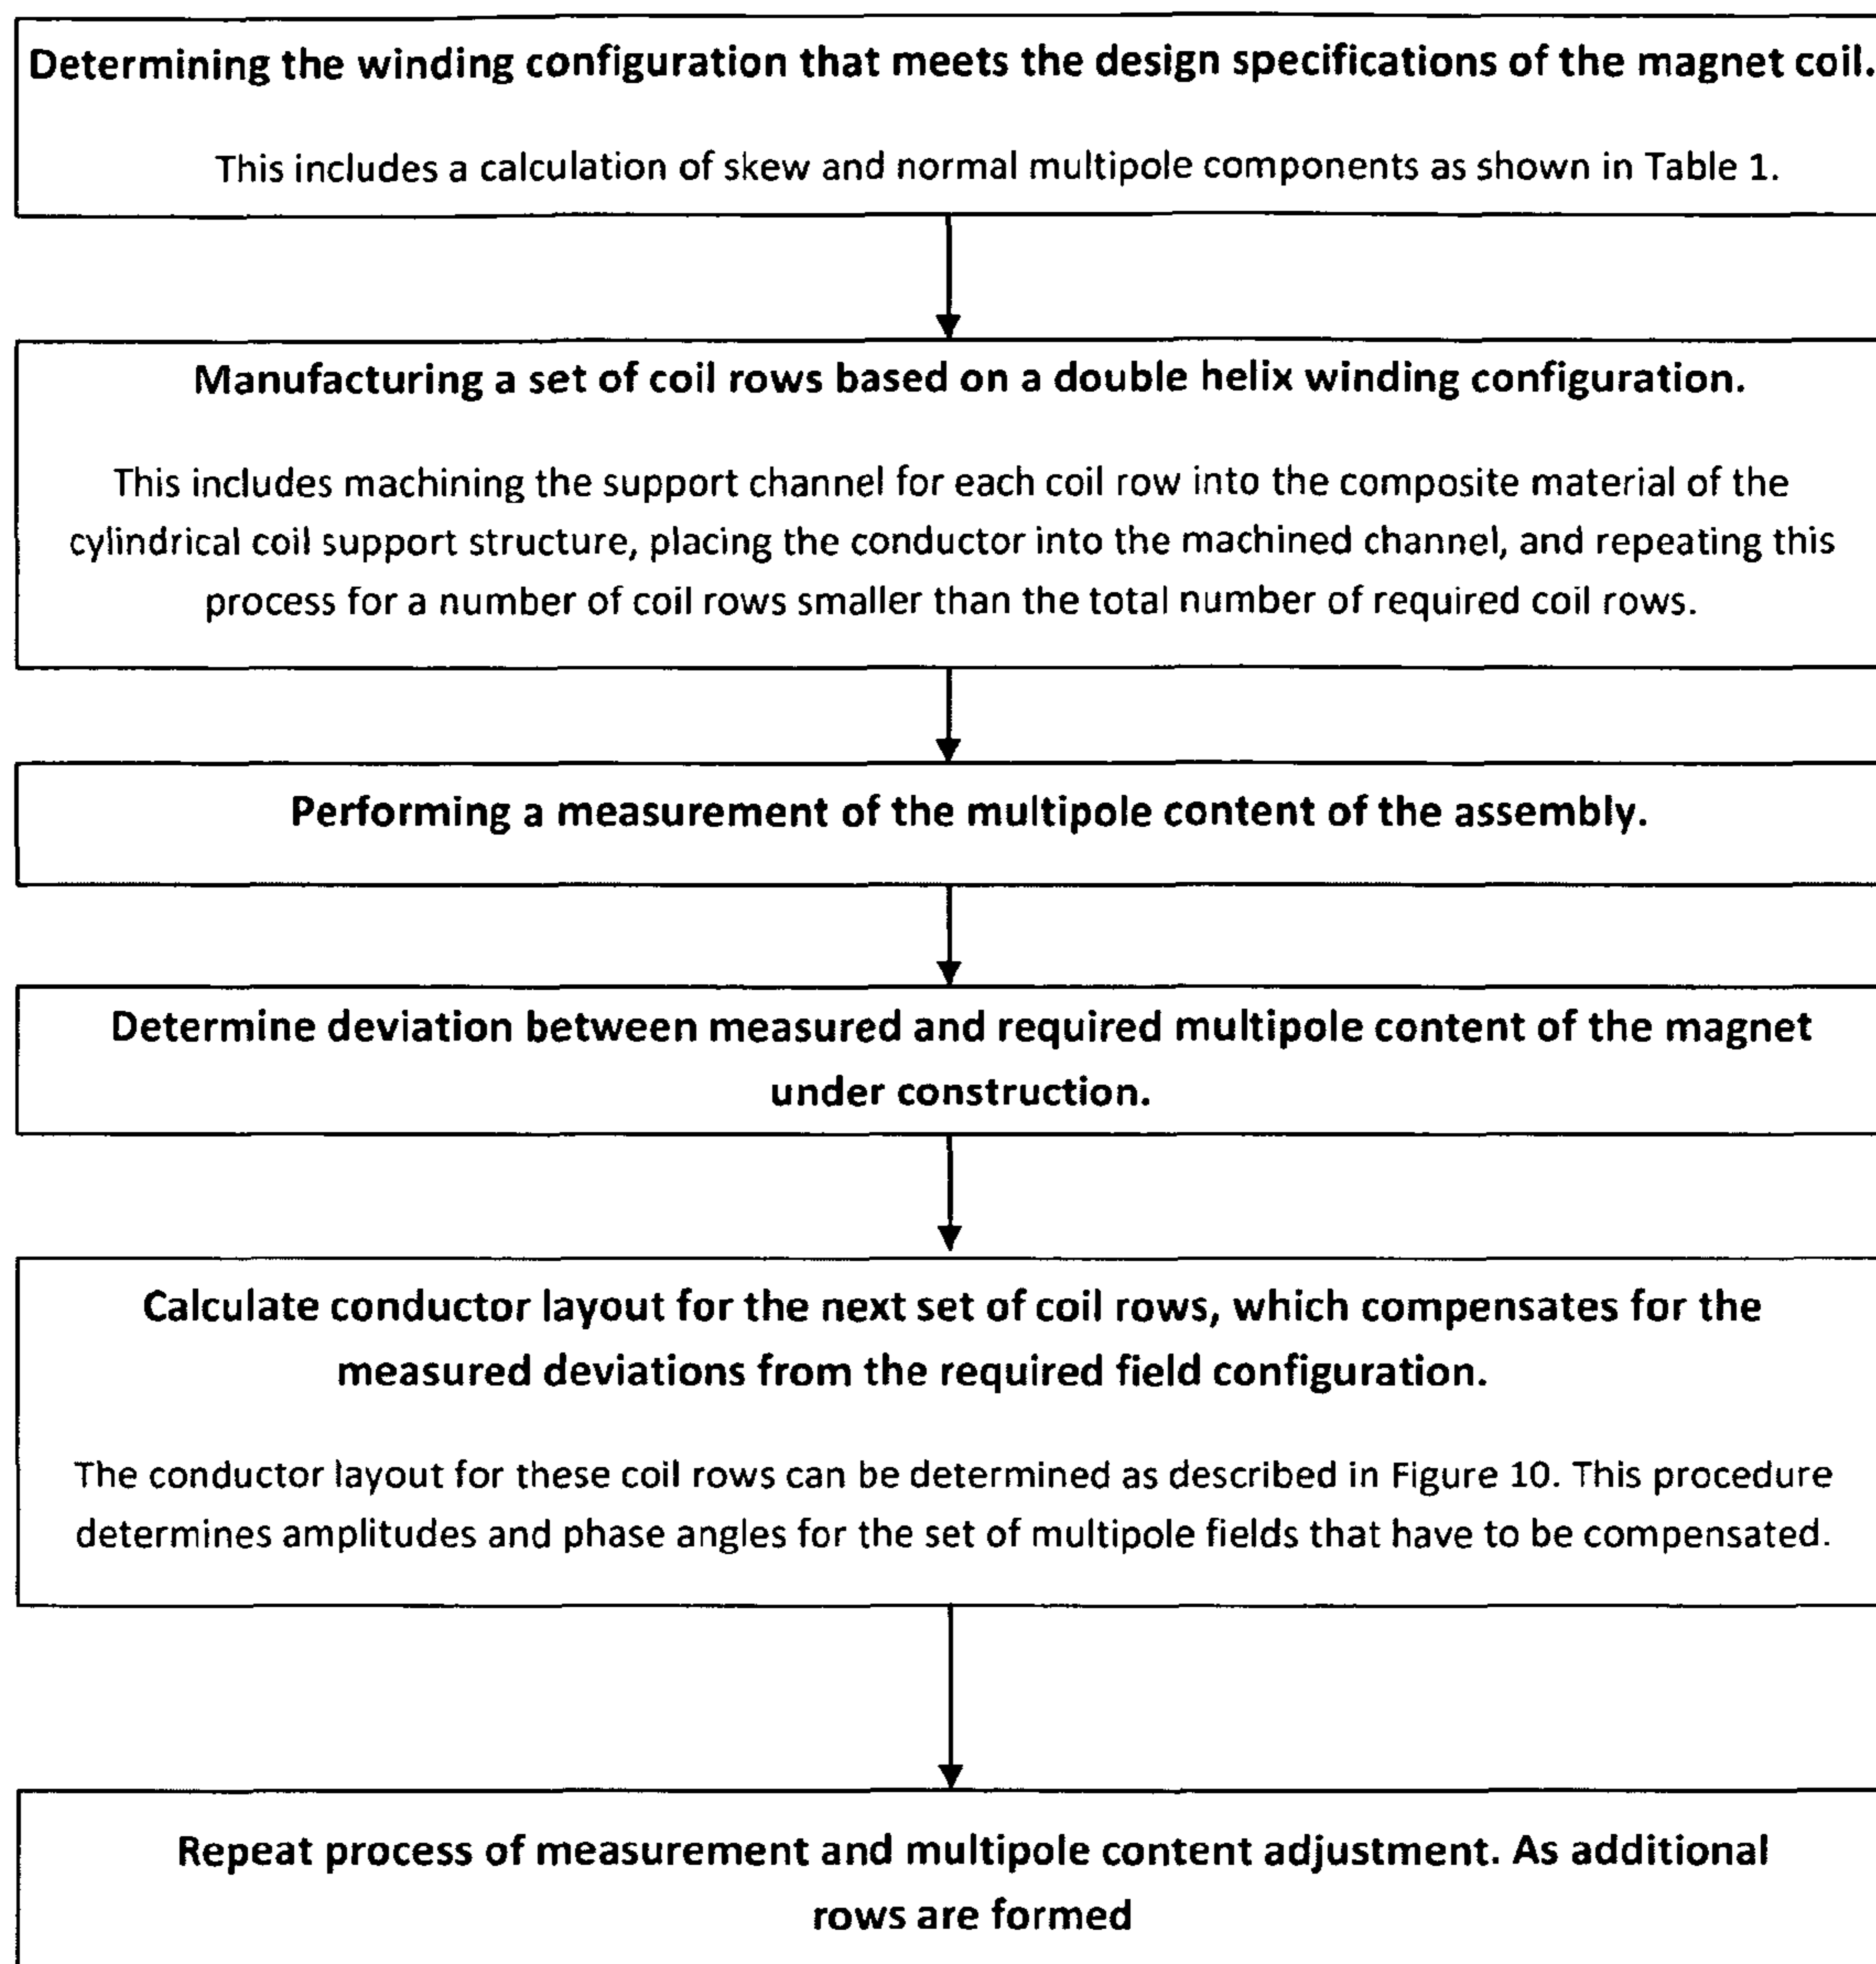 Determining the winding configuration that meets the design specifications of the magnet coil.
This includes a calculation of skew and normal multipole components as shown in Table 1.
Manufacturing a set of coil rows based on a double helix winding configuration.
This includes machining the support channel for each coil row into the composite material of the
cylindrical coil support structure, placing the conductor into the machined channel, and repeating this
process for a number of coil rows smaller than the total number of required coil rows.
Performing a measurement of the multipole content of the assembly.
Determine deviation between measured and required multipole content of the magnet
under construction.
Calculate conductor layout for the next set of coil rows, which compensates for the
measured deviations from the required field configuration.
The conductor layout for these coil rows can be determined as described in Figure 10. This procedure
determines amplitudes and phase angles for the set of multipole fields that have to be compensated.
Repeat process of measurement and multipole content adjustment. As additional
rows are formed